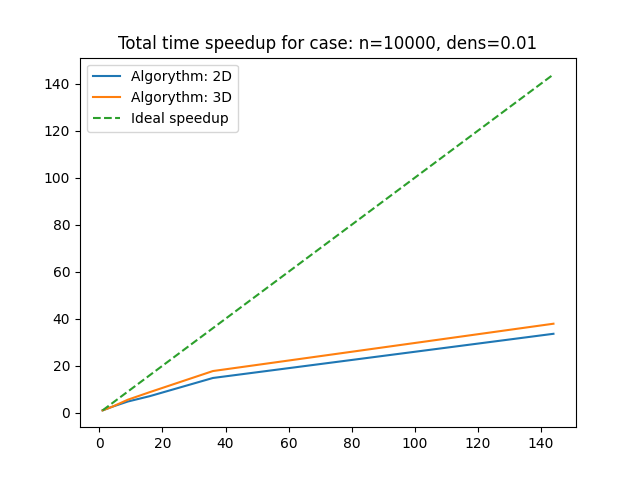 Total time speedup for case: n=10000, dens=0.01
Algorythm: 2D
Algorythm: 3D
Ideal speedup
140
120
100
80
60
40
20
0
0 20 40 60 80 100 120 140